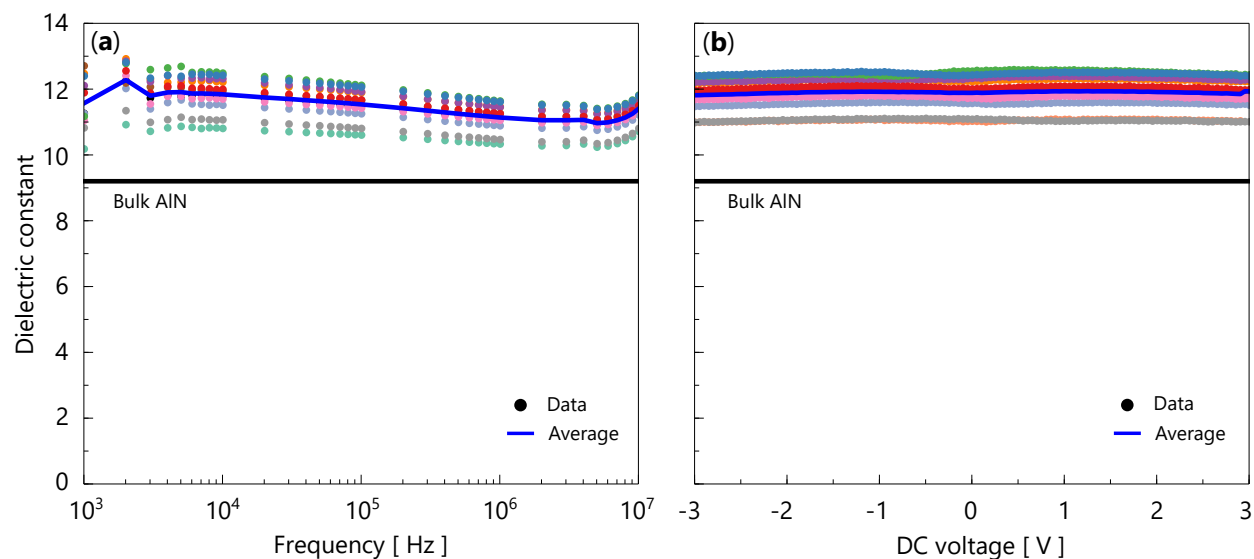 Dielectric constant
14
12
10
8
6
4
2
0
(a)
Bulk AlN
Data
Average
10³ 10⁴ 10⁵ 10⁶ 10⁷
Frequency [ Hz ]
(b)
Bulk AlN
Data
Average
-3 -2 -1 0 1 2 3
DC voltage [ V ]